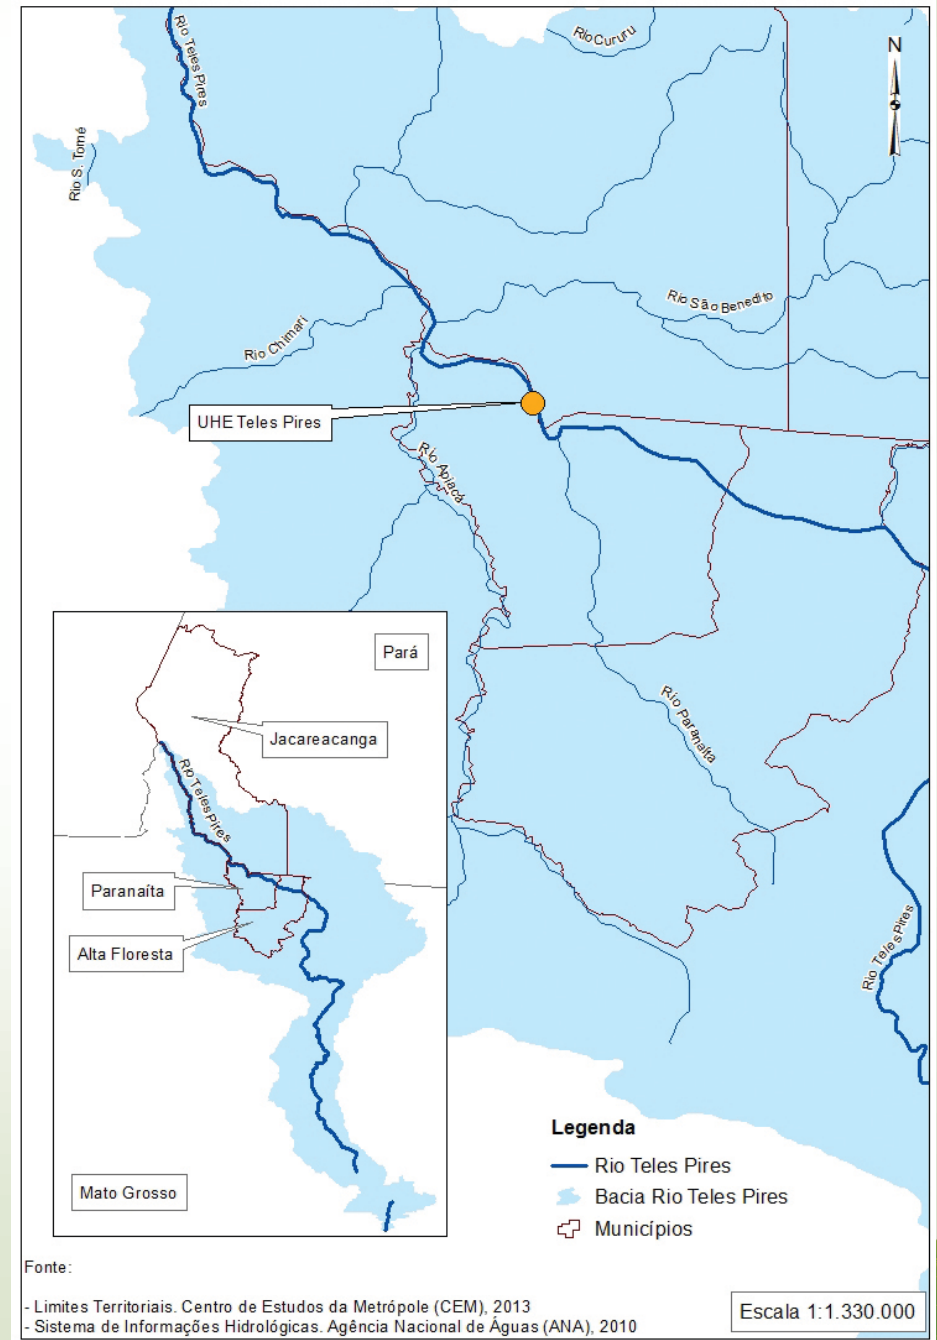 Rio Teles Pires
Rio Cururu
N
Rio S. Tomé
Rio São Benedito
Rio Chimari
UHE Teles Pires
Rio Apiacá
Pará
Jacareacanga
Rio Teles Pires
Rio Paranaíta
Paranaíta
Alta Floresta
Rio Teles Pires
Mato Grosso
Legenda
Rio Teles Pires
Bacia Rio Teles Pires
Municípios
Fonte:
- Limites Territoriais. Centro de Estudos da Metrópole (CEM), 2013
- Sistema de Informações Hidrológicas. Agência Nacional de Águas (ANA), 2010
Escala 1:1.330.000